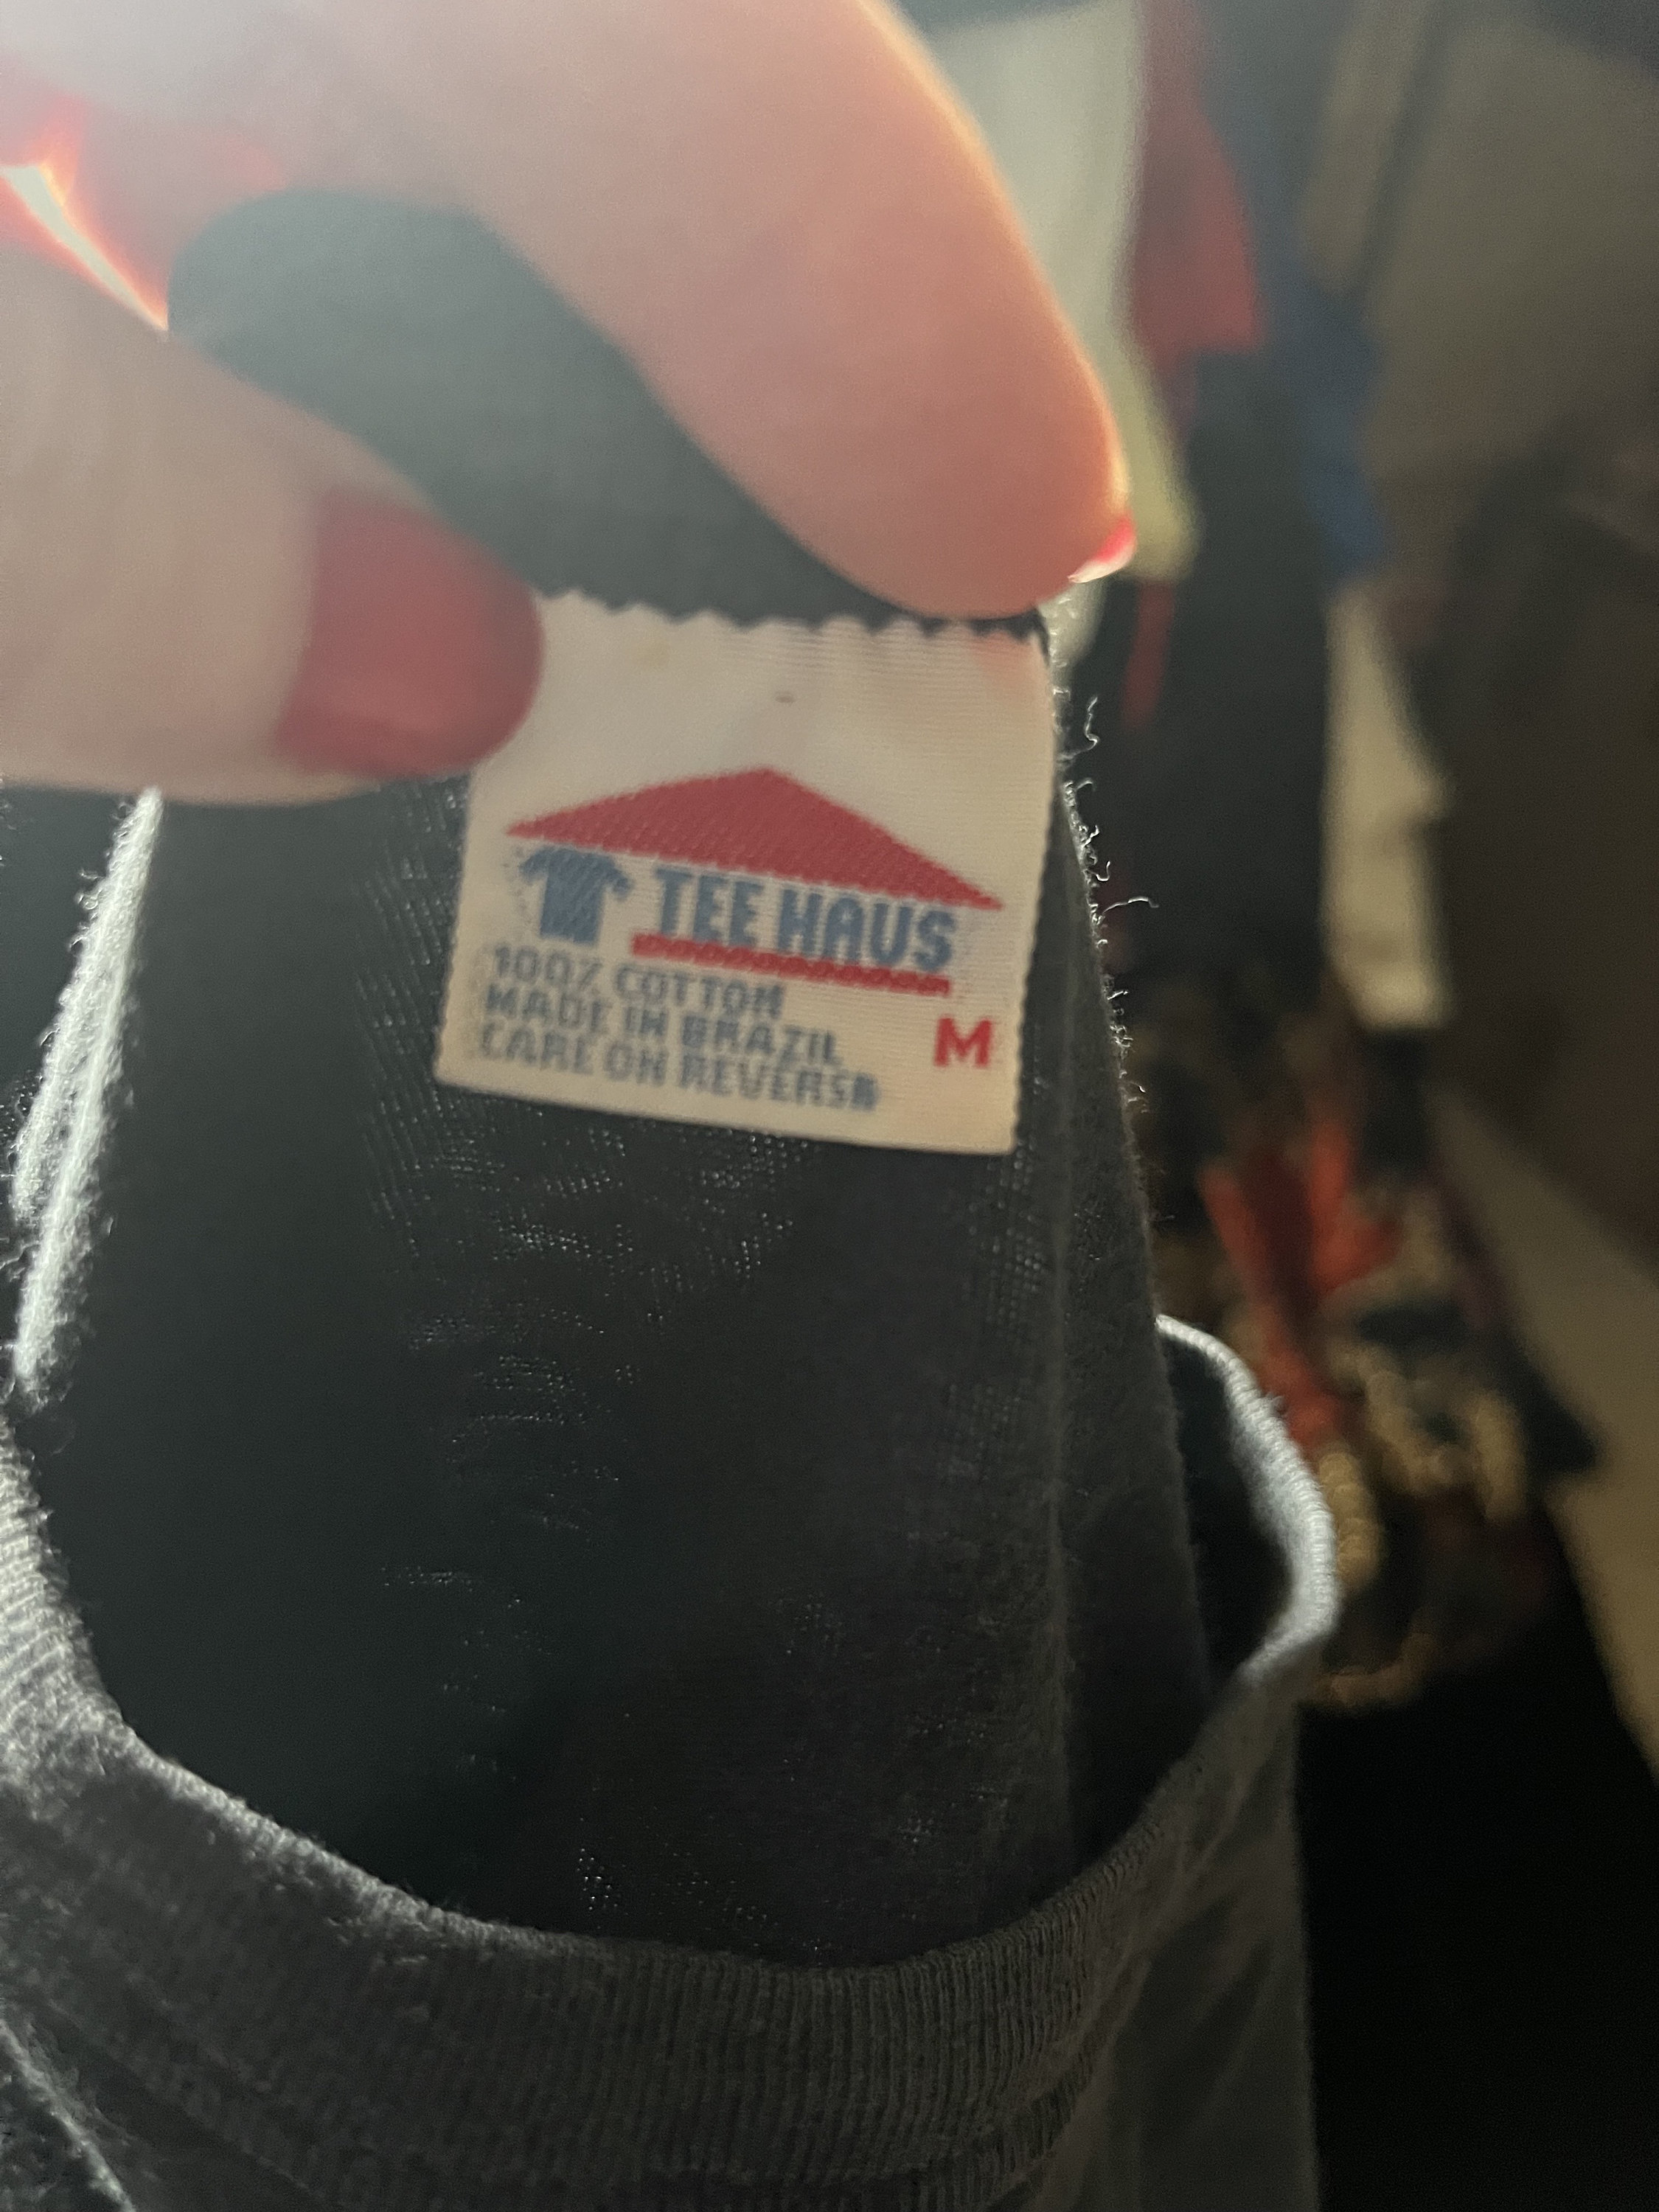 TEE HAUS
100% COTTON
MADE IN BRAZIL
CARE ON REVERSE
M